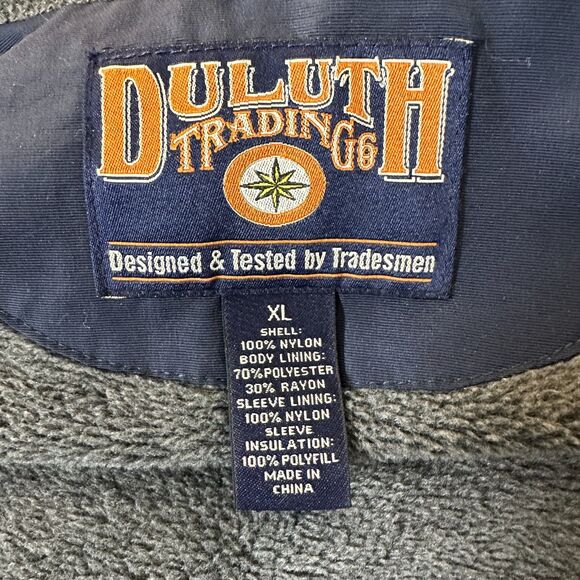 DULUTH
TRADING Co
Designed & Tested by Tradesmen
XL
SHELL:
100% NYLON
BODY LINING:
70%POLYESTER
30% RAYON
SLEEVE LINING:
100% NYLON
SLEEVE
INSULATION:
100% POLYFILL
MADE IN
CHINA